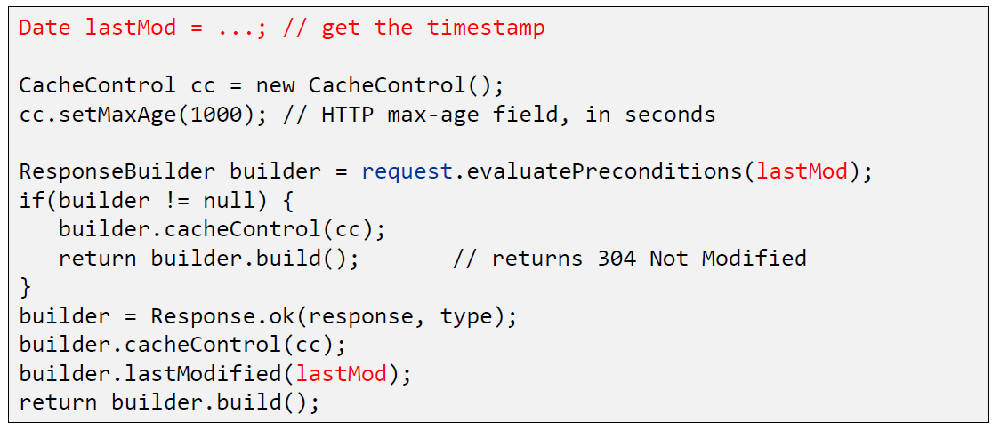 Date lastMod = ...; // get the timestamp
CacheControl cc = new CacheControl();
cc.setMaxAge(1000); // HTTP max-age field, in seconds
ResponseBuilder builder = request.evaluatePreconditions(lastMod);
if(builder != null) {
   builder.cacheControl(cc);
   return builder.build();       // returns 304 Not Modified
}
builder = Response.ok(response, type);
builder.cacheControl(cc);
builder.lastModified(lastMod);
return builder.build();